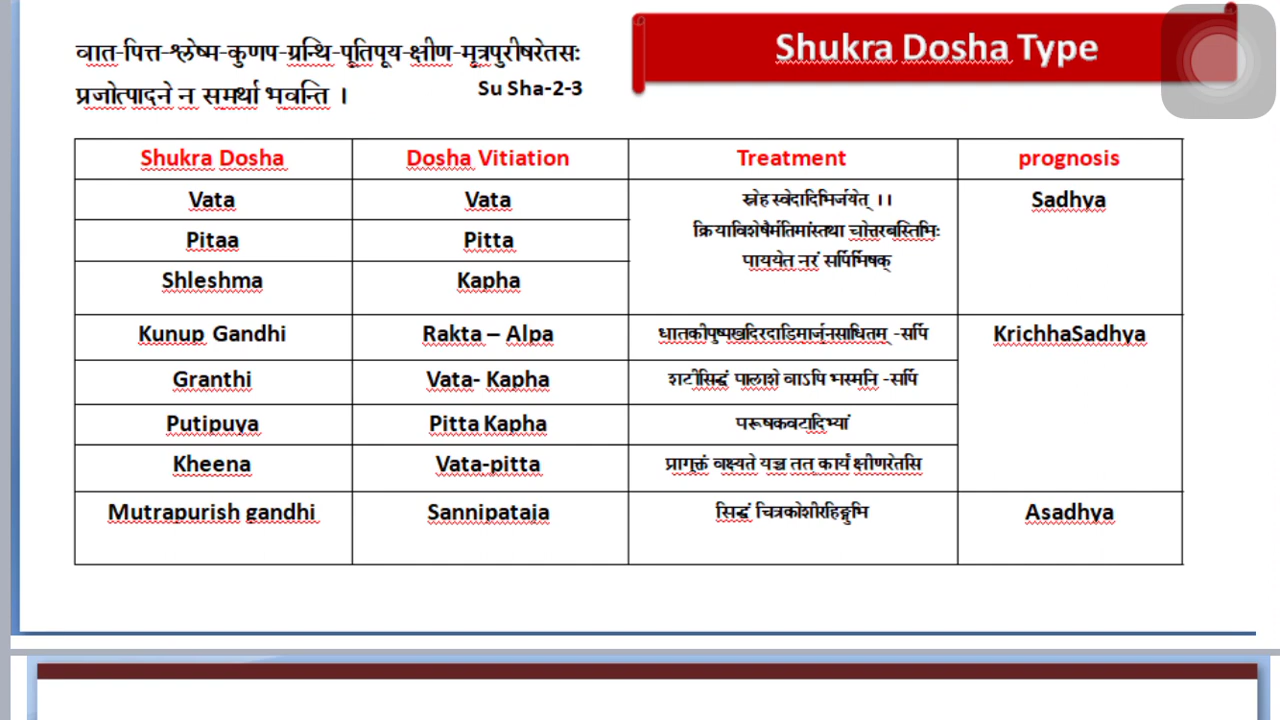 वात-पित्त-श्लेष्म-कुणप-ग्रन्थि-पूतिपूय-क्षीण-मूत्रपुरीषरेतसः
प्रजोत्पादने न समर्था भवन्ति ।
Su Sha-2-3
Shukra Dosha Type
Shukra Dosha Dosha Vitiation Treatment prognosis
Vata Vata स्नेहस्वेदादिभिर्जयेत् ।। Sadhya
Pitaa Pitta क्रियाविशेषैर्मतिमांस्तथा चोत्तरबस्तिभिः
पाययेत नरं सर्पिर्भिषक्
Shleshma Kapha
Kunup Gandhi Rakta – Alpa धातकीपुष्पखदिरदाडिमार्जुनसाधितम् -सर्पि KrichhaSadhya
Granthi Vata- Kapha शटीसिद्धं पालाशे वाऽपि भस्मनि -सर्पि
Putipuya Pitta Kapha परूषकवटादिभ्यां
Kheena Vata-pitta प्रागुक्तं वक्ष्यते यच्च तत् कार्यं क्षीणरेतसि
Mutrapurish gandhi Sannipataja सिद्धं चित्रकोशीरहिङ्गुभि Asadhya